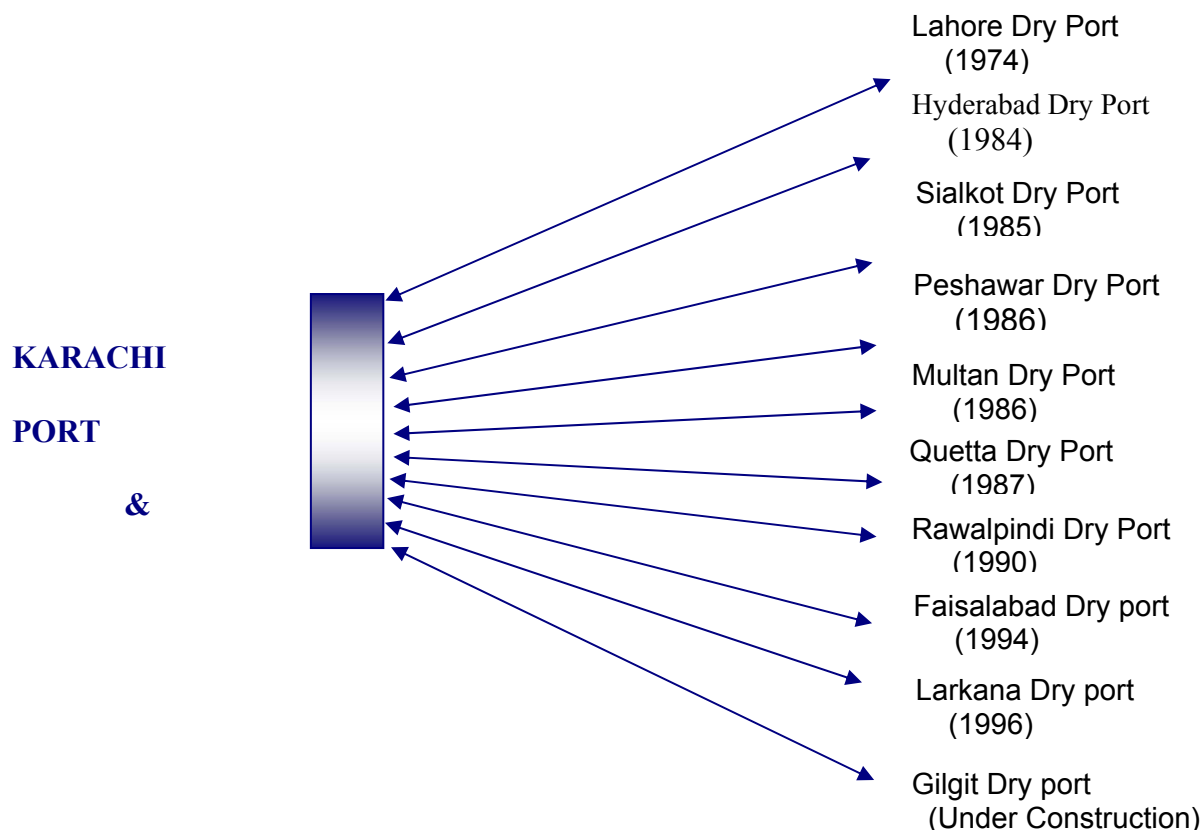 Lahore Dry Port
(1974)
Hyderabad Dry Port
(1984)
Sialkot Dry Port
(1985)
Peshawar Dry Port
(1986)
KARACHI
PORT
&
Multan Dry Port
(1986)
Quetta Dry Port
(1987)
Rawalpindi Dry Port
(1990)
Faisalabad Dry port
(1994)
Larkana Dry port
(1996)
Gilgit Dry port
(Under Construction)